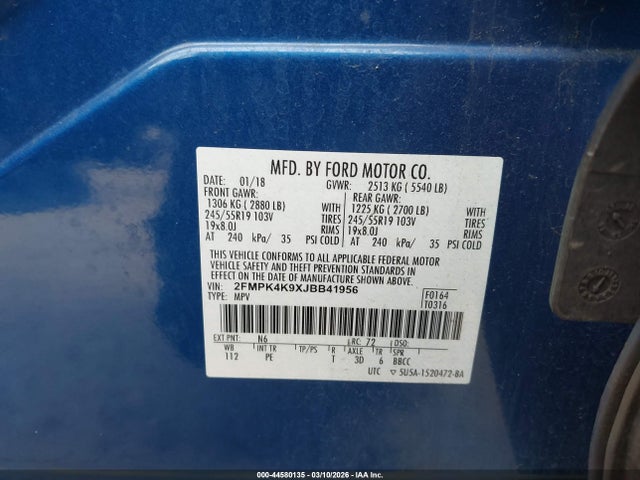 MFD. BY FORD MOTOR CO.
DATE: 01/18 GVWR: 2513 KG ( 5540 LB)
FRONT GAWR: REAR GAWR:
1306 KG ( 2880 LB) WITH 1225 KG ( 2700 LB) WITH
245/55R19 103V TIRES 245/55R19 103V TIRES
19x8.0J RIMS 19x8.0J RIMS
AT 240 kPa/ 35 PSI COLD AT 240 kPa/ 35 PSI COLD
THIS VEHICLE CONFORMS TO ALL APPLICABLE FEDERAL MOTOR
VEHICLE SAFETY AND THEFT PREVENTION STANDARDS IN
EFFECT ON THE DATE OF MANUFACTURE SHOWN ABOVE.
VIN: 2FMPK4K9XJBB41956 F0164
TYPE: MPV T0316
EXT PNT: N6 RC: 72 DSO:
WB INT TR TP/PS R AXLE TR SPR
112 PE T 3D 6 BBCC
UTC ▽ 5U5A-1520472-BA
000-44580135 - 03/10/2026 - IAA Inc.